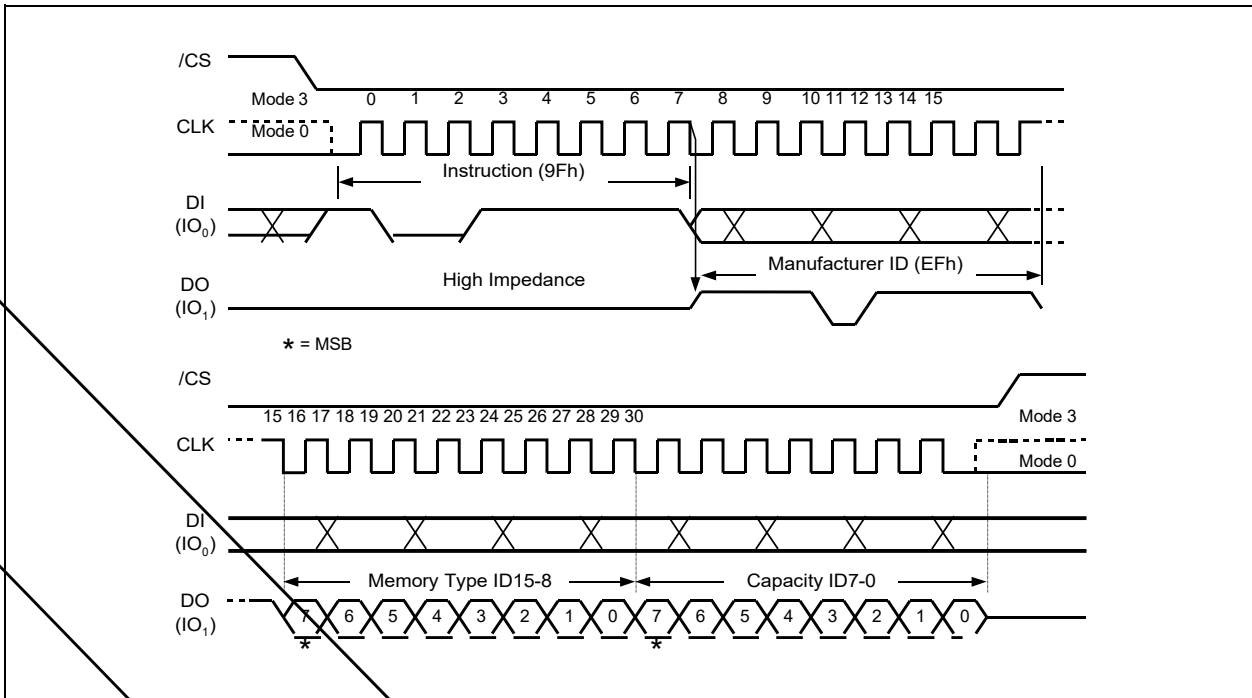 /CS
Mode 3 0 1 2 3 4 5 6 7 8 9 10 11 12 13 14 15
CLK Mode 0
Instruction (9Fh)
DI
(IO0)
Manufacturer ID (EFh)
High Impedance
DO
(IO1)
* = MSB
/CS
15 16 17 18 19 20 21 22 23 24 25 26 27 28 29 30 Mode 3
CLK
Mode 0
DI
(IO0)
Memory Type ID15-8 Capacity ID7-0
DO 7 6 5 4 3 2 1 0 7 6 5 4 3 2 1 0
(IO1)
* *